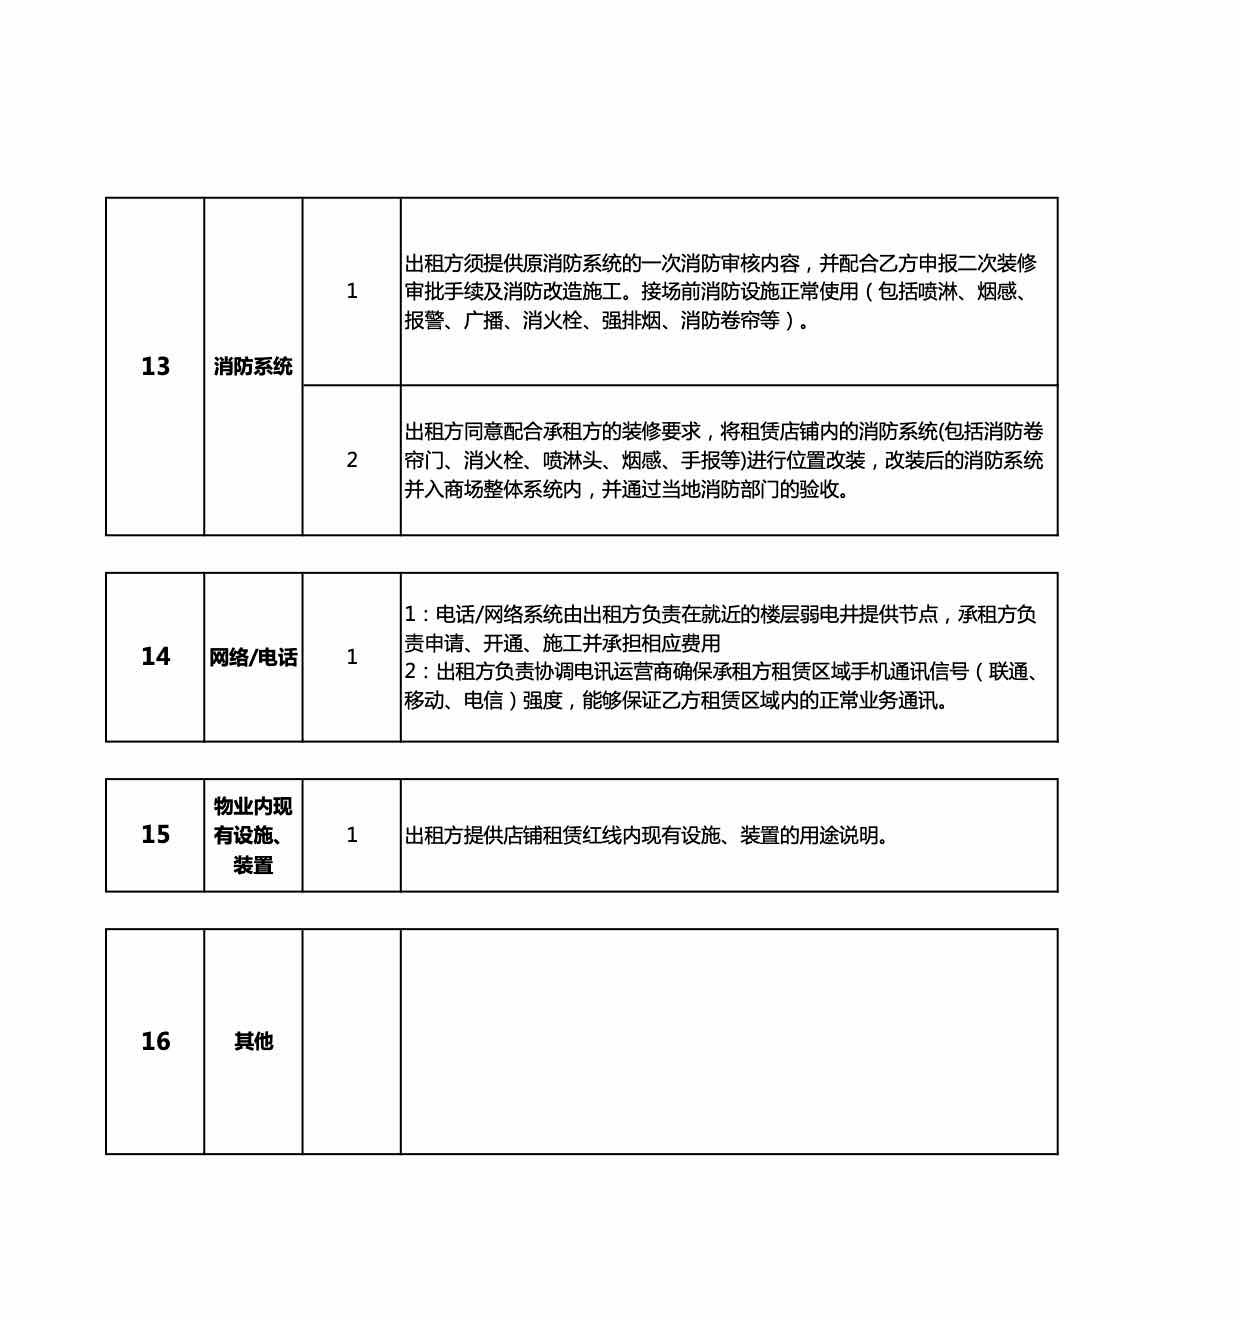 13
消防系统
1
出租方须提供原消防系统的一次消防审核内容，并配合乙方申报二次装修
审批手续及消防改造施工。接场前消防设施正常使用（包括喷淋、烟感、
报警、广播、消火栓、强排烟、消防卷帘等）。
2
出租方同意配合承租方的装修要求，将租赁店铺内的消防系统(包括消防卷
帘门、消火栓、喷淋头、烟感、手报等)进行位置改装，改装后的消防系统
并入商场整体系统内，并通过当地消防部门的验收。
14
网络/电话
1
1：电话/网络系统由出租方负责在就近的楼层弱电井提供节点，承租方负
责申请、开通、施工并承担相应费用
2：出租方负责协调电讯运营商确保承租方租赁区域手机通讯信号（联通、
移动、电信）强度，能够保证乙方租赁区域内的正常业务通讯。
15
物业内现
有设施、
装置
1
出租方提供店铺租赁红线内现有设施、装置的用途说明。
16
其他